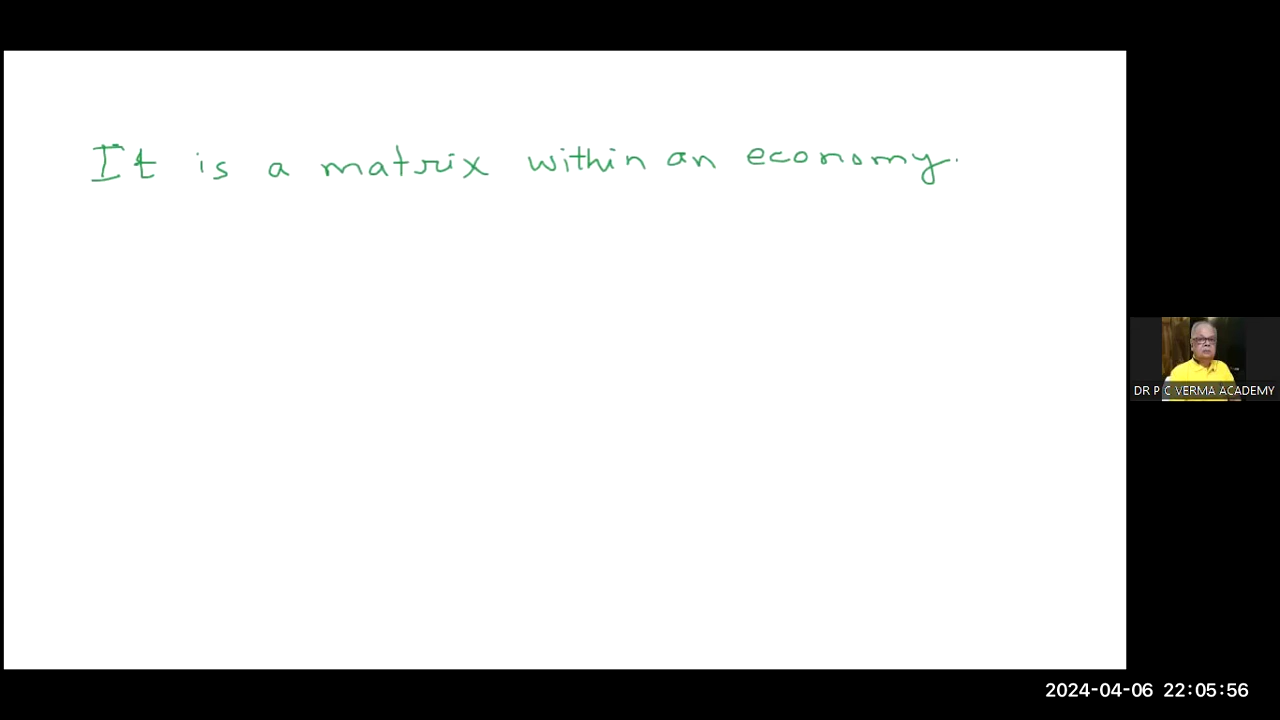 It is a matrix within an economy.
DR P C VERMA ACADEMY
2024-04-06 22:05:56